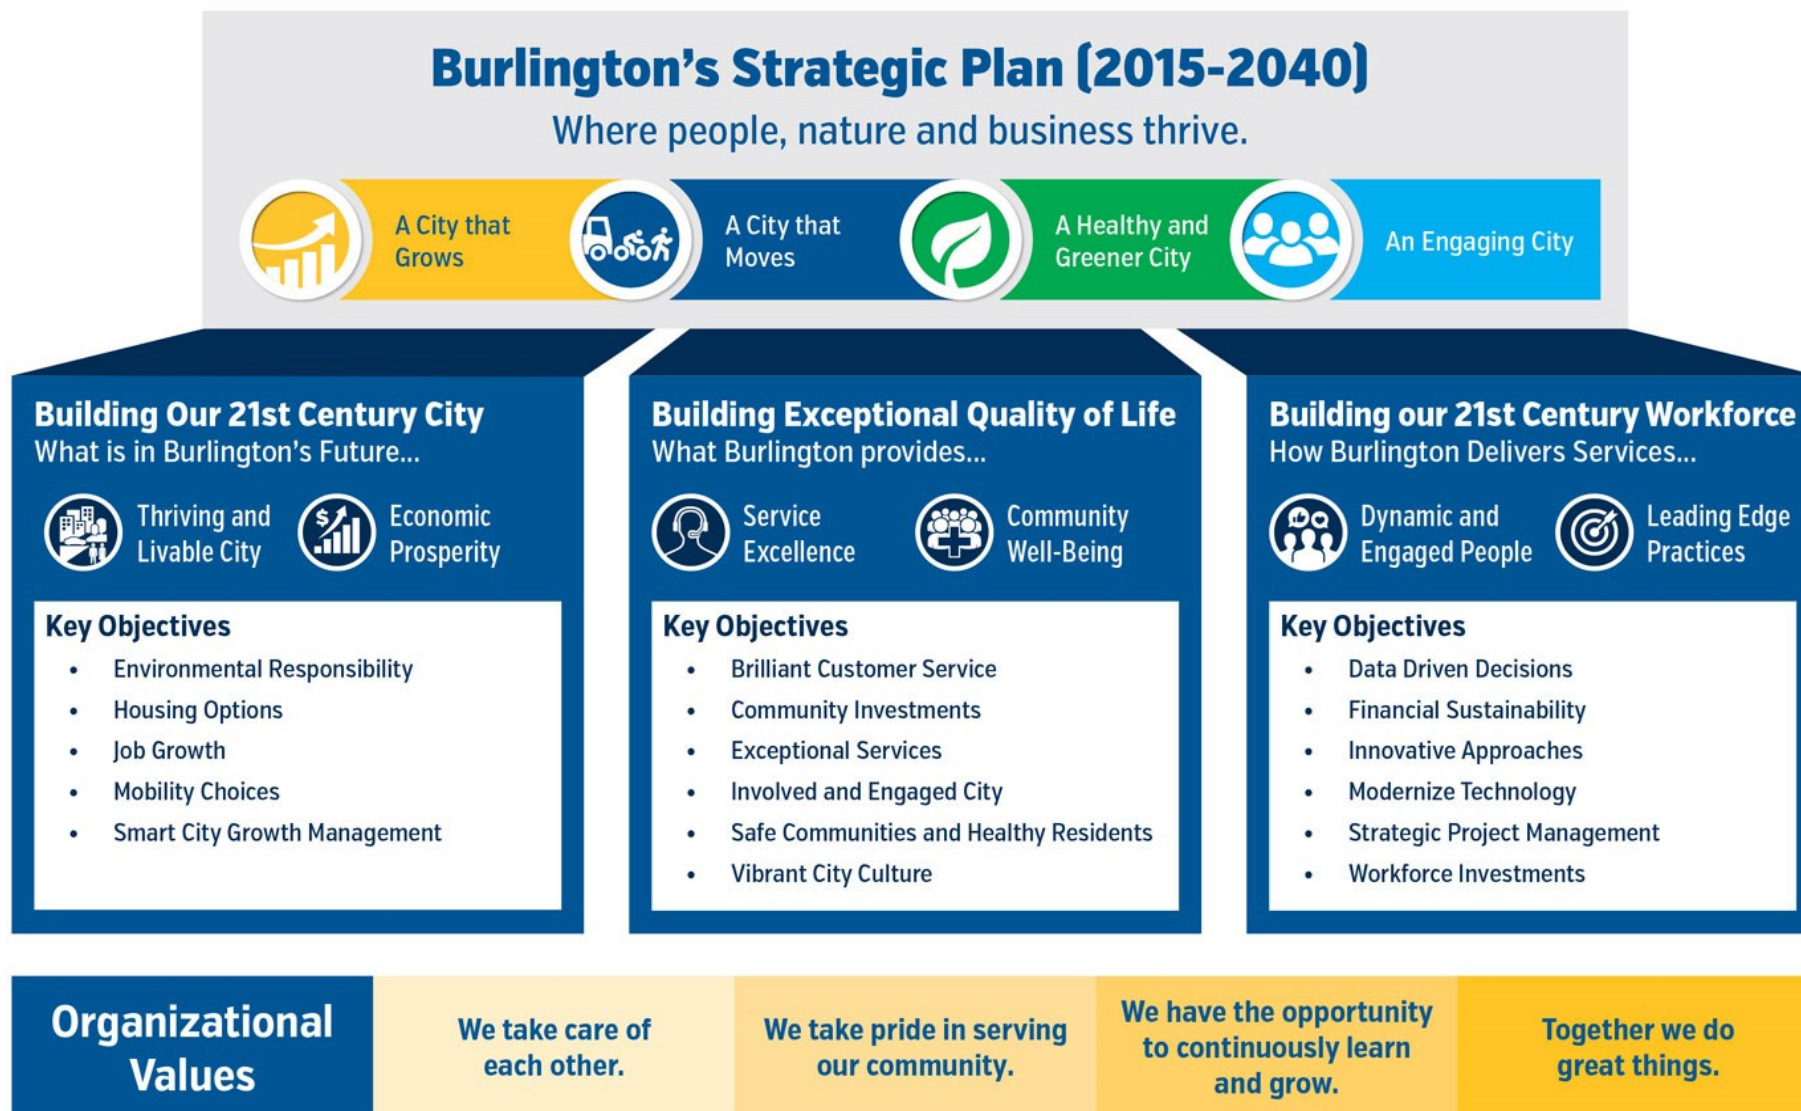 Burlington’s Strategic Plan (2015-2040)
Where people, nature and business thrive.
A City that
Grows
A City that
Moves
A Healthy and
Greener City
An Engaging City
Building Our 21st Century City
What is in Burlington’s Future...
Thriving and
Livable City
Economic
Prosperity
Key Objectives
• Environmental Responsibility
• Housing Options
• Job Growth
• Mobility Choices
• Smart City Growth Management
Building Exceptional Quality of Life
What Burlington provides...
Service
Excellence
Community
Well-Being
Key Objectives
• Brilliant Customer Service
• Community Investments
• Exceptional Services
• Involved and Engaged City
• Safe Communities and Healthy Residents
• Vibrant City Culture
Building our 21st Century Workforce
How Burlington Delivers Services...
Dynamic and
Engaged People
Leading Edge
Practices
Key Objectives
• Data Driven Decisions
• Financial Sustainability
• Innovative Approaches
• Modernize Technology
• Strategic Project Management
• Workforce Investments
Organizational
Values
We take care of
each other.
We take pride in serving
our community.
We have the opportunity
to continuously learn
and grow.
Together we do
great things.